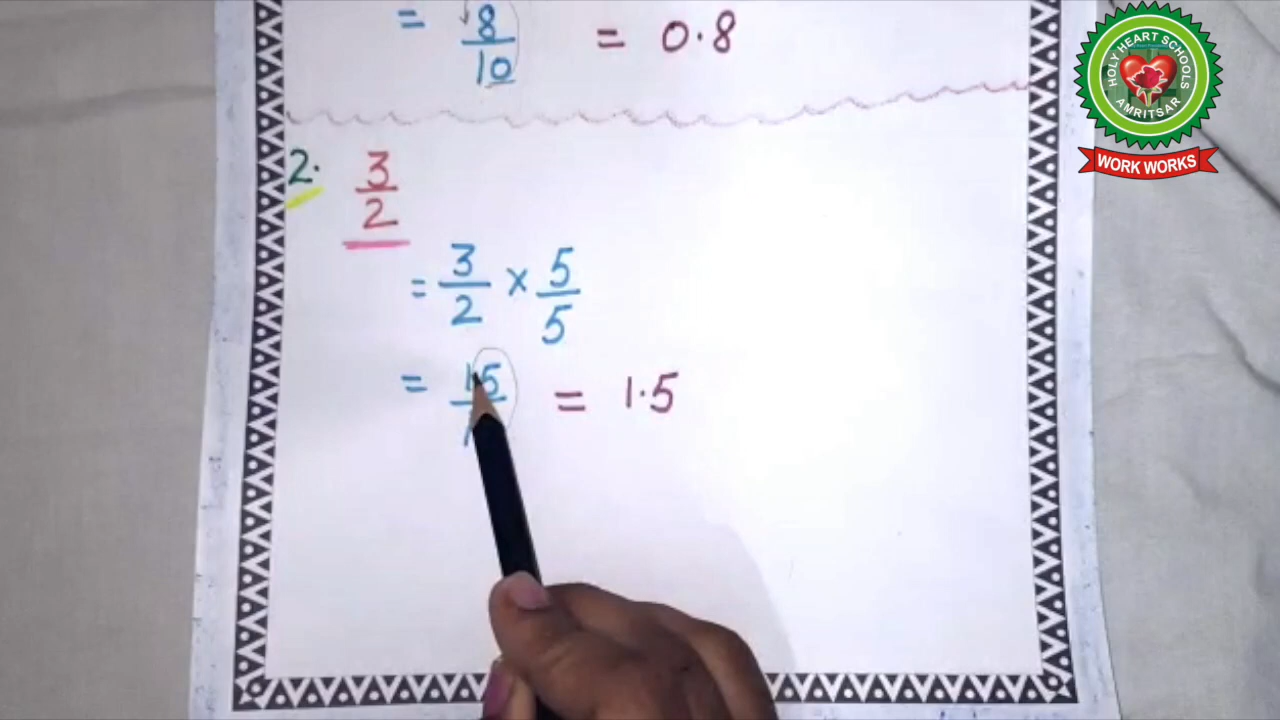 = 8/10 = 0.8
2. 3/2
= 3/2 × 5/5
= 15/1 = 1.5
HOLY HEART SCHOOLS
AMRITSAR
WORK WORKS